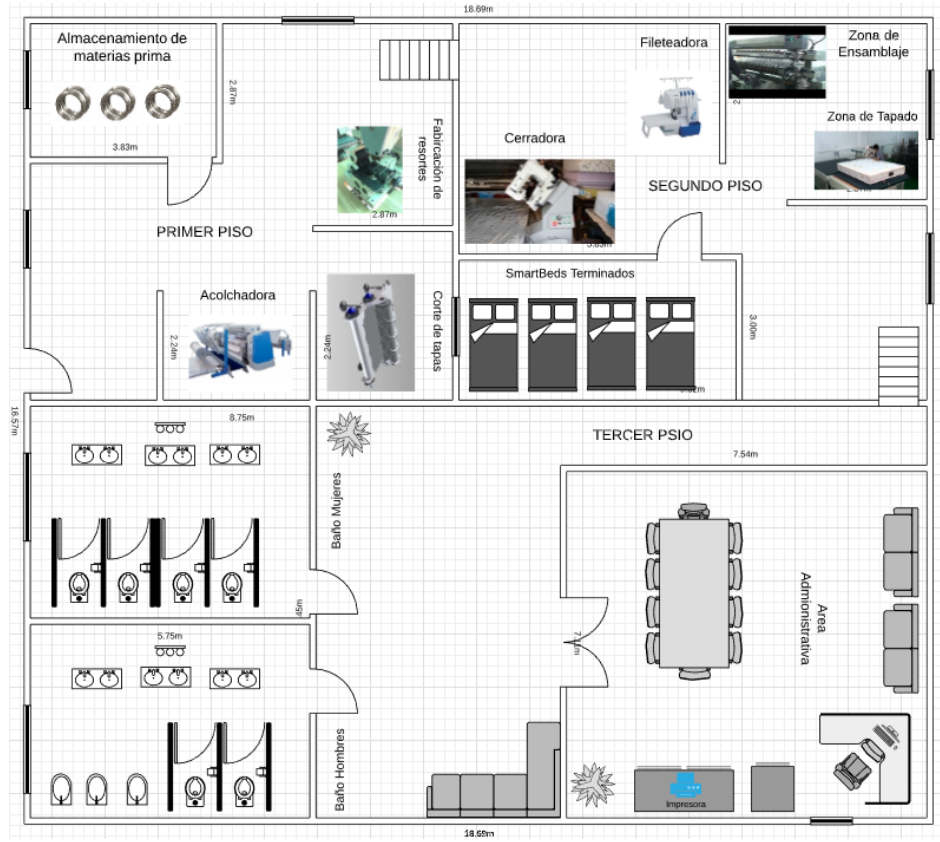 18.69m
Almacenamiento de
materias prima
3.83m
2.87m
Fabircación de
resortes
2.87m
PRIMER PISO
Acolchadora
2.24m
2.24m
Corte de tapas
Fileteadora
Cerradora
Zona de
Ensamblaje
Zona de Tapado
SEGUNDO PISO
SmartBeds Terminados
3.00m
16.57m
8.75m
Baño Mujeres
45m
5.75m
Baño Hombres
TERCER PSIO
7.54m
Area
Admionistrativa
Impresora
18.69m